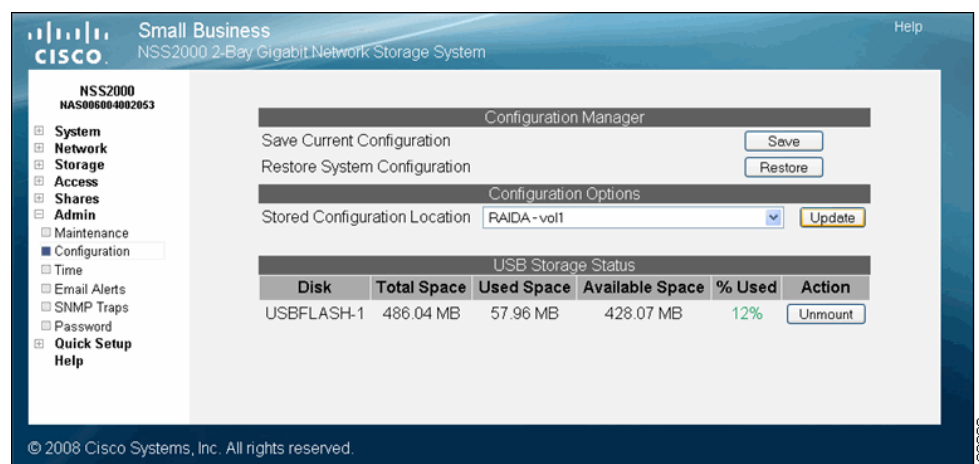 CISCO
Small Business
NSS2000 2-Bay Gigabit Network Storage System
Help
NSS2000
NAS006004002053
System
Network
Storage
Access
Shares
Admin
Maintenance
Configuration
Time
Email Alerts
SNMP Traps
Password
Quick Setup
Help
Configuration Manager
Save Current Configuration Save
Restore System Configuration Restore
Configuration Options
Stored Configuration Location RAIDA - vol1 Update
USB Storage Status
Disk Total Space Used Space Available Space % Used Action
USBFLASH-1 486.04 MB 57.96 MB 428.07 MB 12% Unmount
© 2008 Cisco Systems, Inc. All rights reserved.